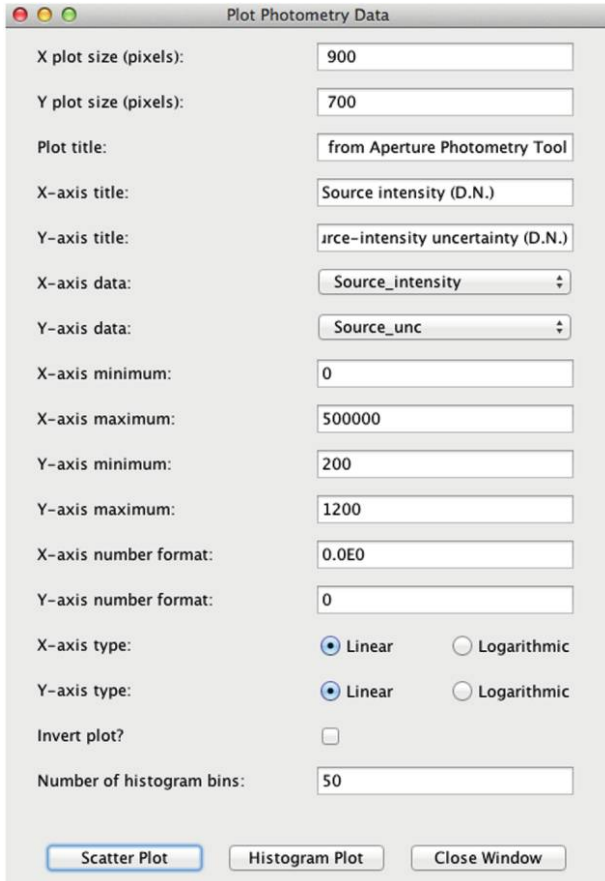 Plot Photometry Data
X plot size (pixels): 900
Y plot size (pixels): 700
Plot title: from Aperture Photometry Tool
X-axis title: Source intensity (D.N.)
Y-axis title: urce-intensity uncertainty (D.N.)
X-axis data: Source_intensity
Y-axis data: Source_unc
X-axis minimum: 0
X-axis maximum: 500000
Y-axis minimum: 200
Y-axis maximum: 1200
X-axis number format: 0.0E0
Y-axis number format: 0
X-axis type: Linear Logarithmic
Y-axis type: Linear Logarithmic
Invert plot?
Number of histogram bins: 50
Scatter Plot Histogram Plot Close Window